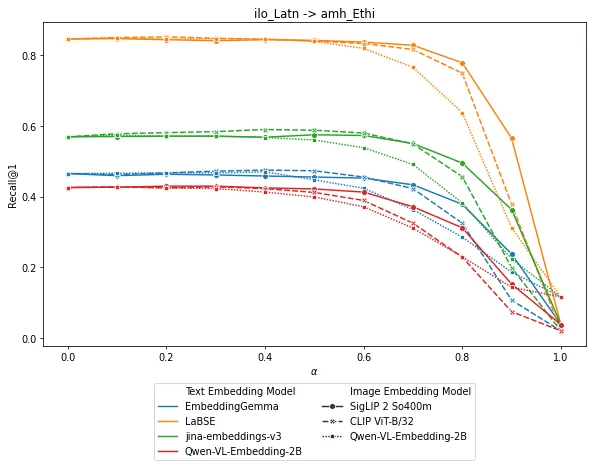 ilo_Latn -> amh_Ethi
Recall@1
0.8
0.6
0.4
0.2
0.0
0.0 0.2 0.4 0.6 0.8 1.0
α
Text Embedding Model
EmbeddingGemma
LaBSE
jina-embeddings-v3
Qwen-VL-Embedding-2B
Image Embedding Model
SigLIP 2 So400m
CLIP ViT-B/32
Qwen-VL-Embedding-2B